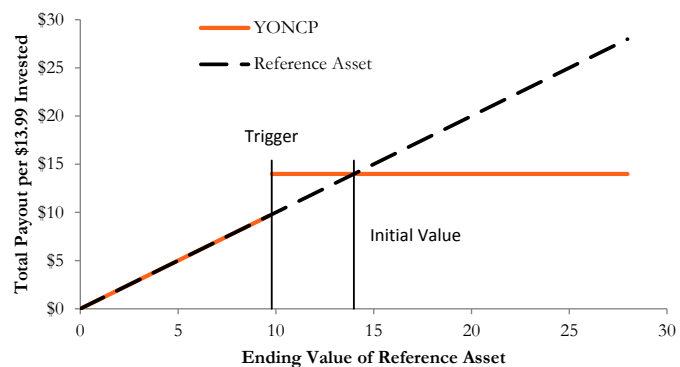 $30
YONCP
Reference Asset
$25
$20
Trigger
$15
$10
Initial Value
$5
$0
0 5 10 15 20 25 30
Total Payout per $13.99 Invested
Ending Value of Reference Asset